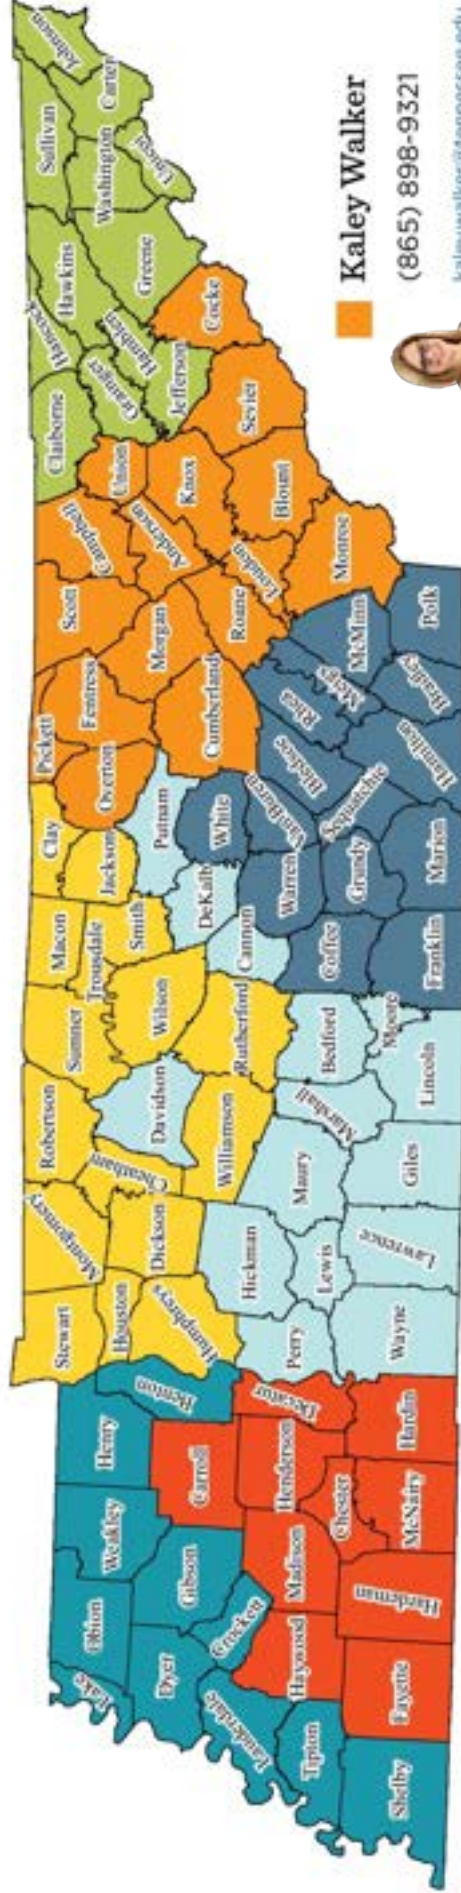 Johnson
Sullivan
Carter
Washington
Unicoi
Hawkins
Greene
Hancock
Hamblen
Grainger
Jefferson
Claiborne
Cocke
Sevier
Union
Knox
Blount
Campbell
Anderson
Loudon
Monroe
Scott
Morgan
Roane
McMinn
Polk
Pickett
Fentress
Cumberland
Rhea
Meigs
Bradley
Overton
Bledsoe
Hamilton
Clay
Putnam
White
Van Buren
Sequatchie
Jackson
DeKalb
Warren
Grundy
Marion
Macon
Trousdale
Smith
Cannon
Coffee
Franklin
Sumner
Wilson
Rutherford
Bedford
Moore
Robertson
Davidson
Marshall
Lincoln
Cheatham
Williamson
Maury
Giles
Montgomery
Dickson
Hickman
Lewis
Lawrence
Stewart
Houston
Humphreys
Perry
Wayne
Henry
Benton
Decatur
Hardin
Weakley
Carroll
Henderson
Chester
McNairy
Obion
Gibson
Madison
Hardeman
Lake
Dyer
Crockett
Haywood
Fayette
Lauderdale
Tipton
Shelby
Kaley Walker
(865) 898-9321
kaleywalker@tennessee.edu